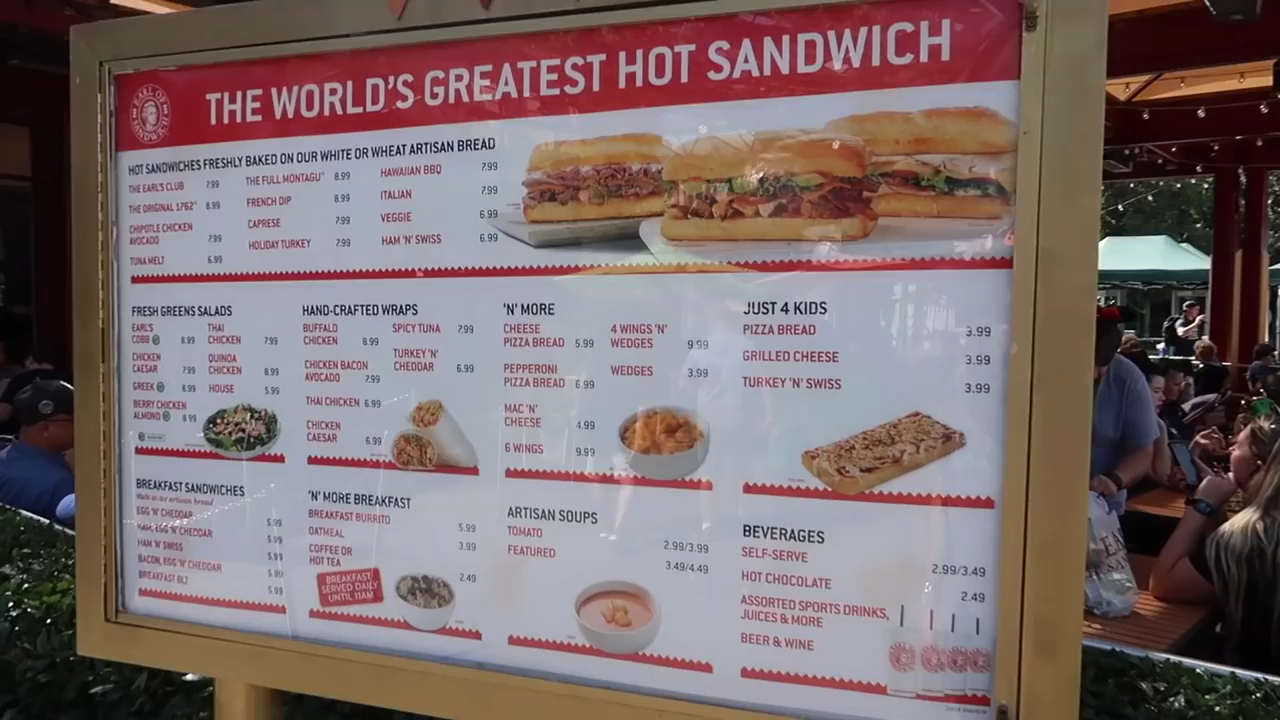 THE WORLD'S GREATEST HOT SANDWICH
EARL OF SANDWICH
HOT SANDWICHES FRESHLY BAKED ON OUR WHITE OR WHEAT ARTISAN BREAD
THE EARL'S CLUB 7.99
THE ORIGINAL 1762® 8.99
CHIPOTLE CHICKEN
AVOCADO 7.99
TUNA MELT 6.99
THE FULL MONTAGU® 8.99
FRENCH DIP 8.99
CAPRESE 7.99
HOLIDAY TURKEY 7.99
HAWAIIAN BBQ 7.99
ITALIAN 7.99
VEGGIE 6.99
HAM 'N' SWISS 6.99
FRESH GREENS SALADS
EARL'S
COBB 8.99
CHICKEN
CAESAR 7.99
GREEK 8.99
BERRY CHICKEN
ALMOND 8.99
THAI
CHICKEN 7.99
QUINOA
CHICKEN 8.99
HOUSE 5.99
HAND-CRAFTED WRAPS
BUFFALO
CHICKEN 8.99
CHICKEN BACON
AVOCADO 7.99
THAI CHICKEN 6.99
CHICKEN
CAESAR 6.99
SPICY TUNA 7.99
TURKEY 'N'
CHEDDAR 6.99
'N' MORE
CHEESE
PIZZA BREAD 5.99
PEPPERONI
PIZZA BREAD 6.99
MAC 'N'
CHEESE 4.99
6 WINGS 9.99
4 WINGS 'N'
WEDGES 9.99
WEDGES 3.99
JUST 4 KIDS
PIZZA BREAD 3.99
GRILLED CHEESE 3.99
TURKEY 'N' SWISS 3.99
BREAKFAST SANDWICHES
Made on our artisan bread
EGG 'N' CHEDDAR 5.99
HAM, EGG 'N' CHEDDAR 5.99
HAM 'N' SWISS 5.99
BACON, EGG 'N' CHEDDAR 5.99
BREAKFAST BLT 5.99
'N' MORE BREAKFAST
BREAKFAST BURRITO 5.99
OATMEAL 3.99
COFFEE OR
HOT TEA 2.49
BREAKFAST
SERVED DAILY
UNTIL 11AM
ARTISAN SOUPS
TOMATO 2.99/3.99
FEATURED 3.49/4.49
BEVERAGES
SELF-SERVE 2.99/3.49
HOT CHOCOLATE 2.49
ASSORTED SPORTS DRINKS,
JUICES & MORE
BEER & WINE